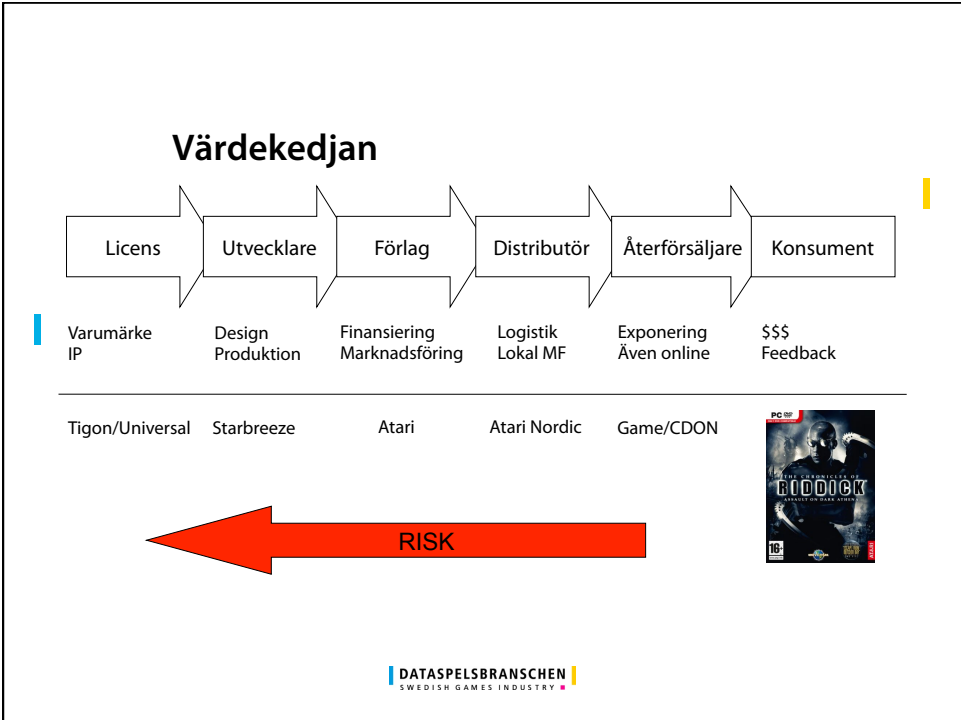 Värdekedjan
Licens
Utvecklare
Förlag
Distributör
Återförsäljare
Konsument
Varumärke
IP
Design
Produktion
Finansiering
Marknadsföring
Logistik
Lokal MF
Exponering
Även online
$$$
Feedback
Tigon/Universal
Starbreeze
Atari
Atari Nordic
Game/CDON
PC DVD
THE CHRONICLES OF
RIDDICK
ASSAULT ON DARK ATHENA
16+
ATARI
RISK
DATASPELSBRANSCHEN
SWEDISH GAMES INDUSTRY